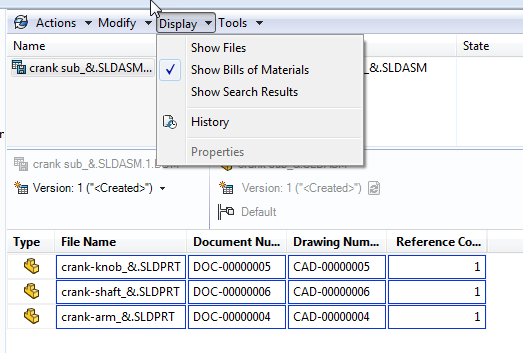 Actions Modify Display Tools
Name State
Show Files
crank sub_&.SLDASM... Show Bills of Materials _&.SLDASM
Show Search Results
History
Properties
crank sub_&.SLDASM.1.
Version: 1 ("<Created>") Version: 1 ("<Created>")
Default
Type File Name Document Nu... Drawing Num... Reference Co...
crank-knob_&.SLDPRT DOC-00000005 CAD-00000005 1
crank-shaft_&.SLDPRT DOC-00000006 CAD-00000006 1
crank-arm_&.SLDPRT DOC-00000004 CAD-00000004 1